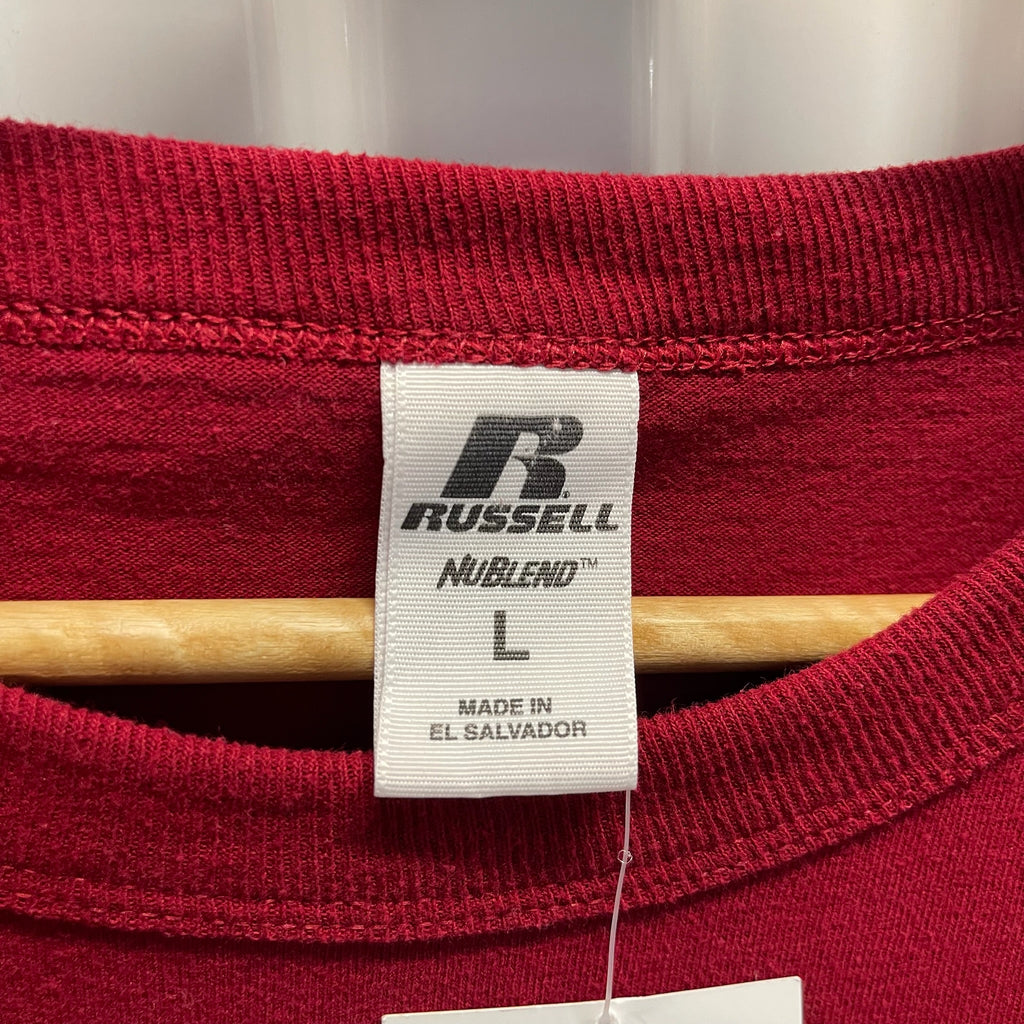 R®
RUSSELL
NUBLEND™
L
MADE IN
EL SALVADOR